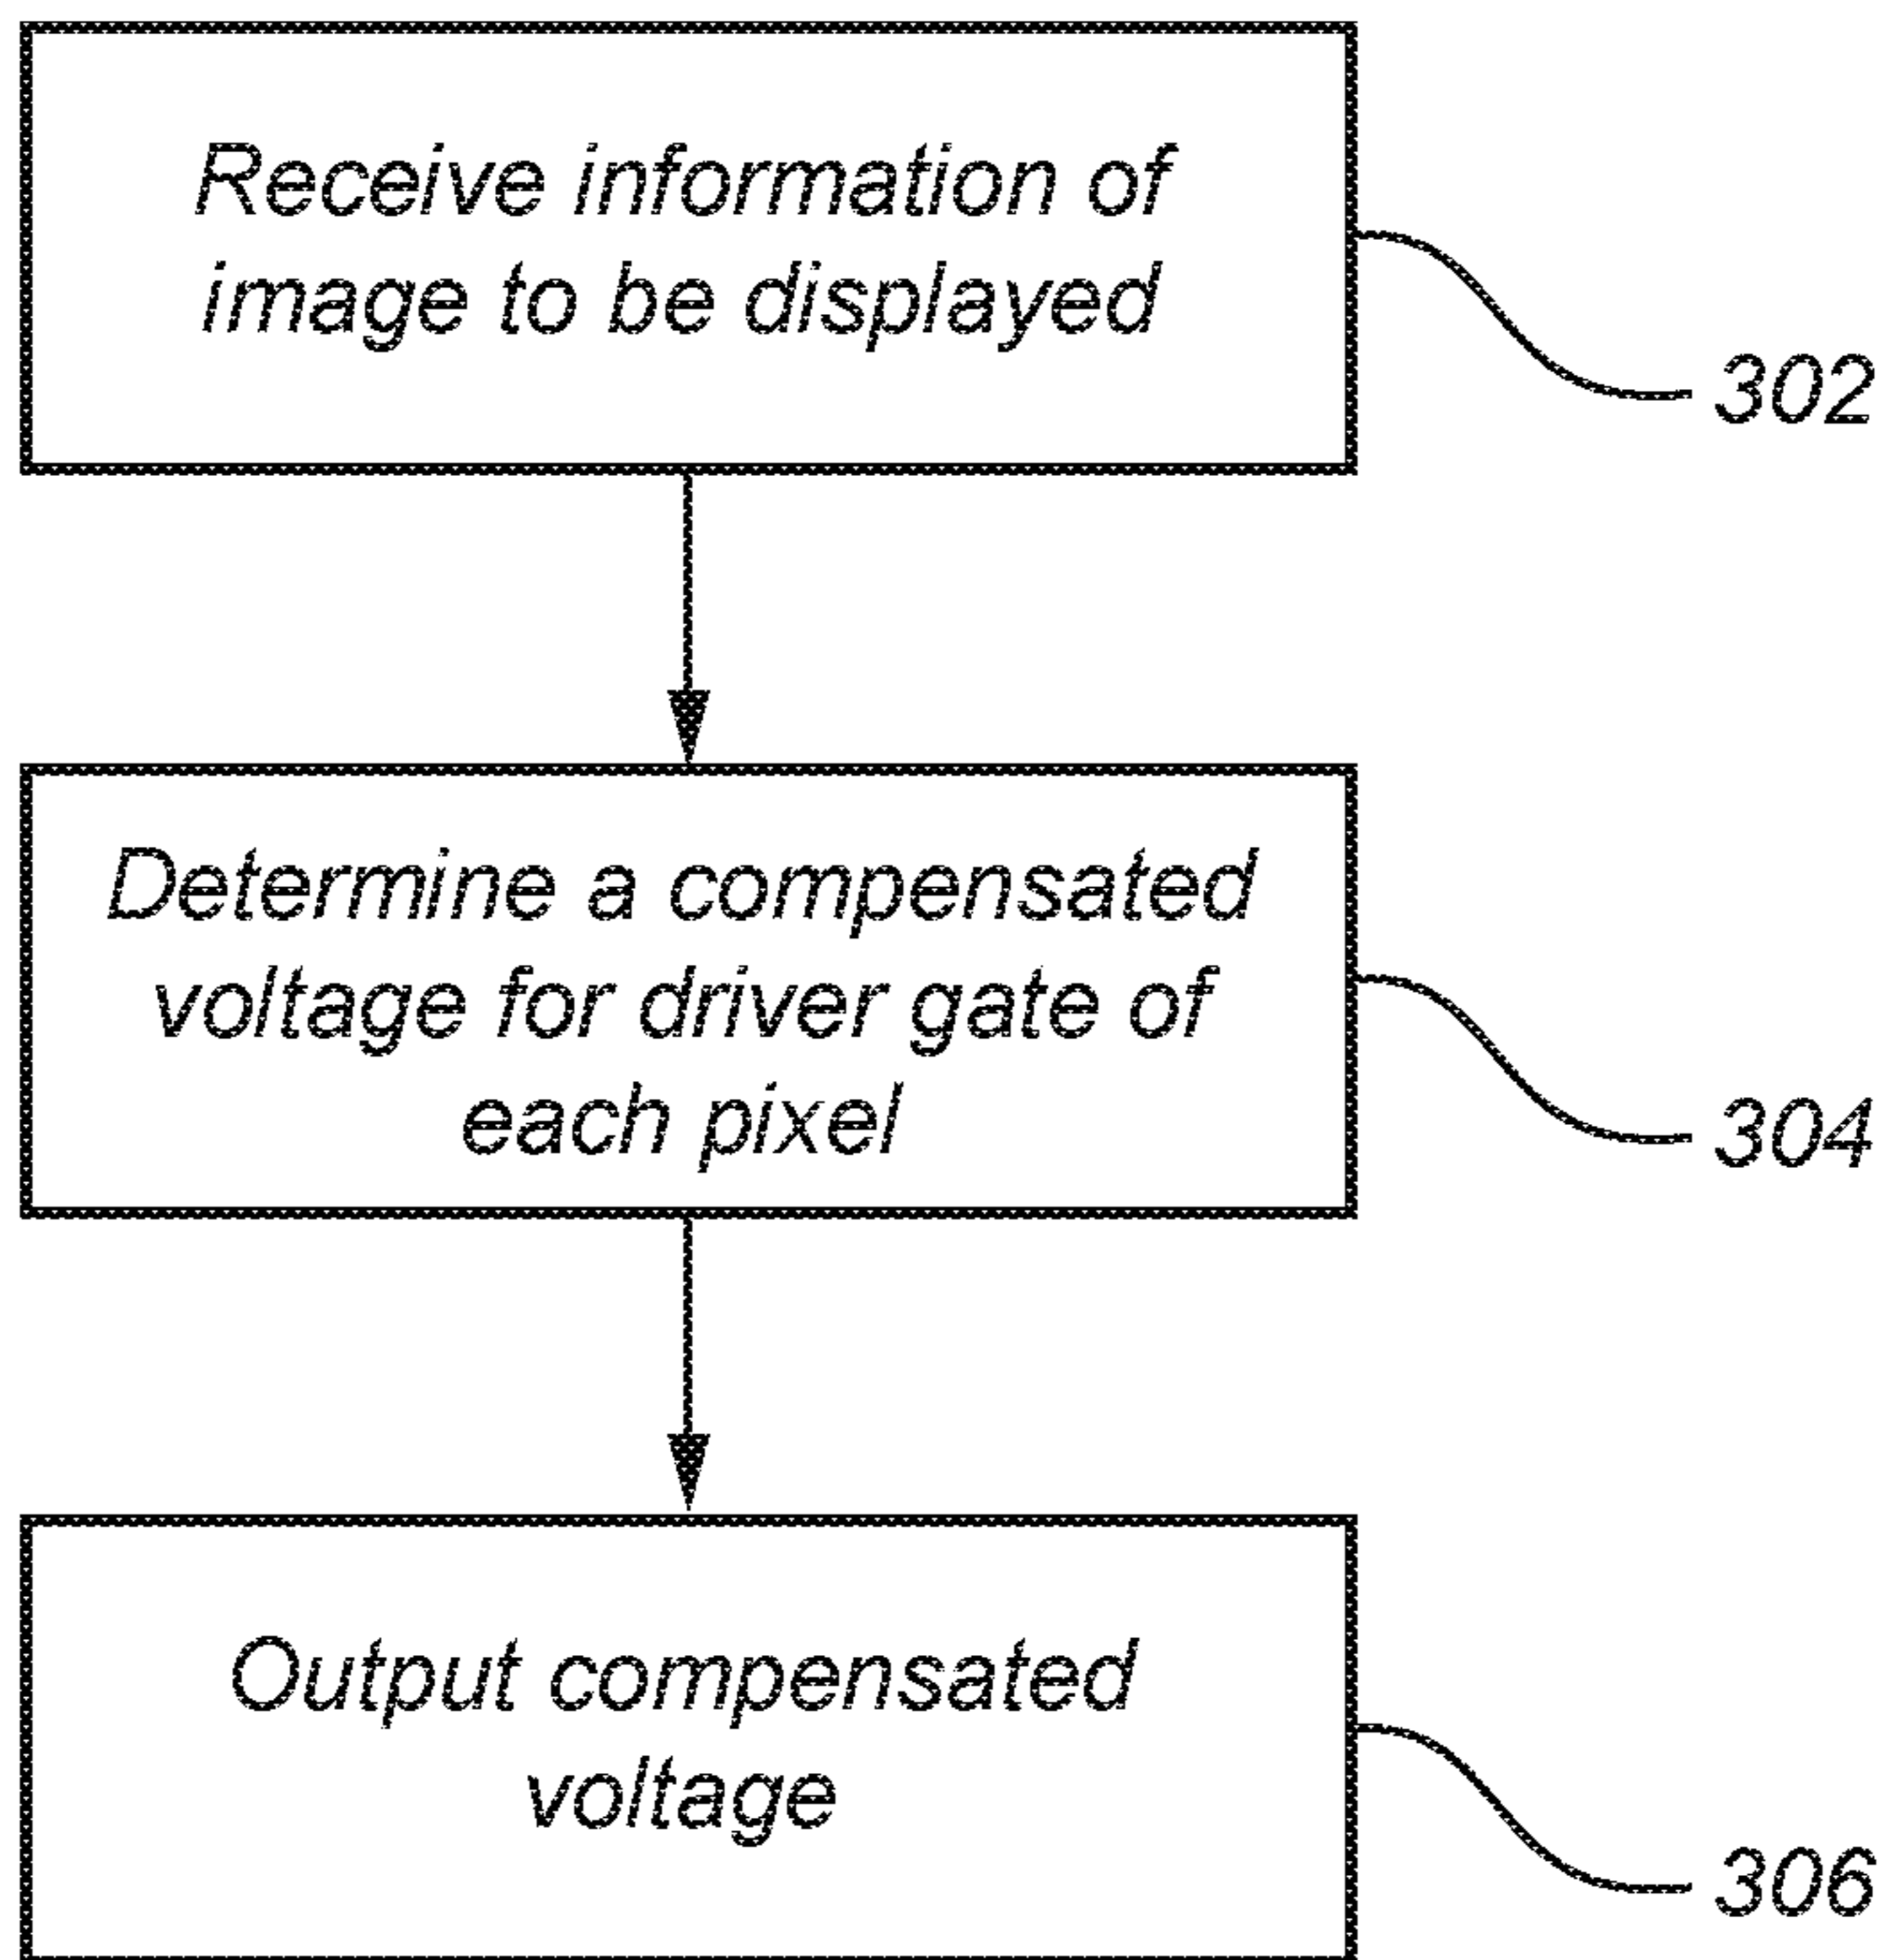 Receive information of
image to be displayed
302
Determine a compensated
voltage for driver gate of
each pixel
304
Output compensated
voltage
306